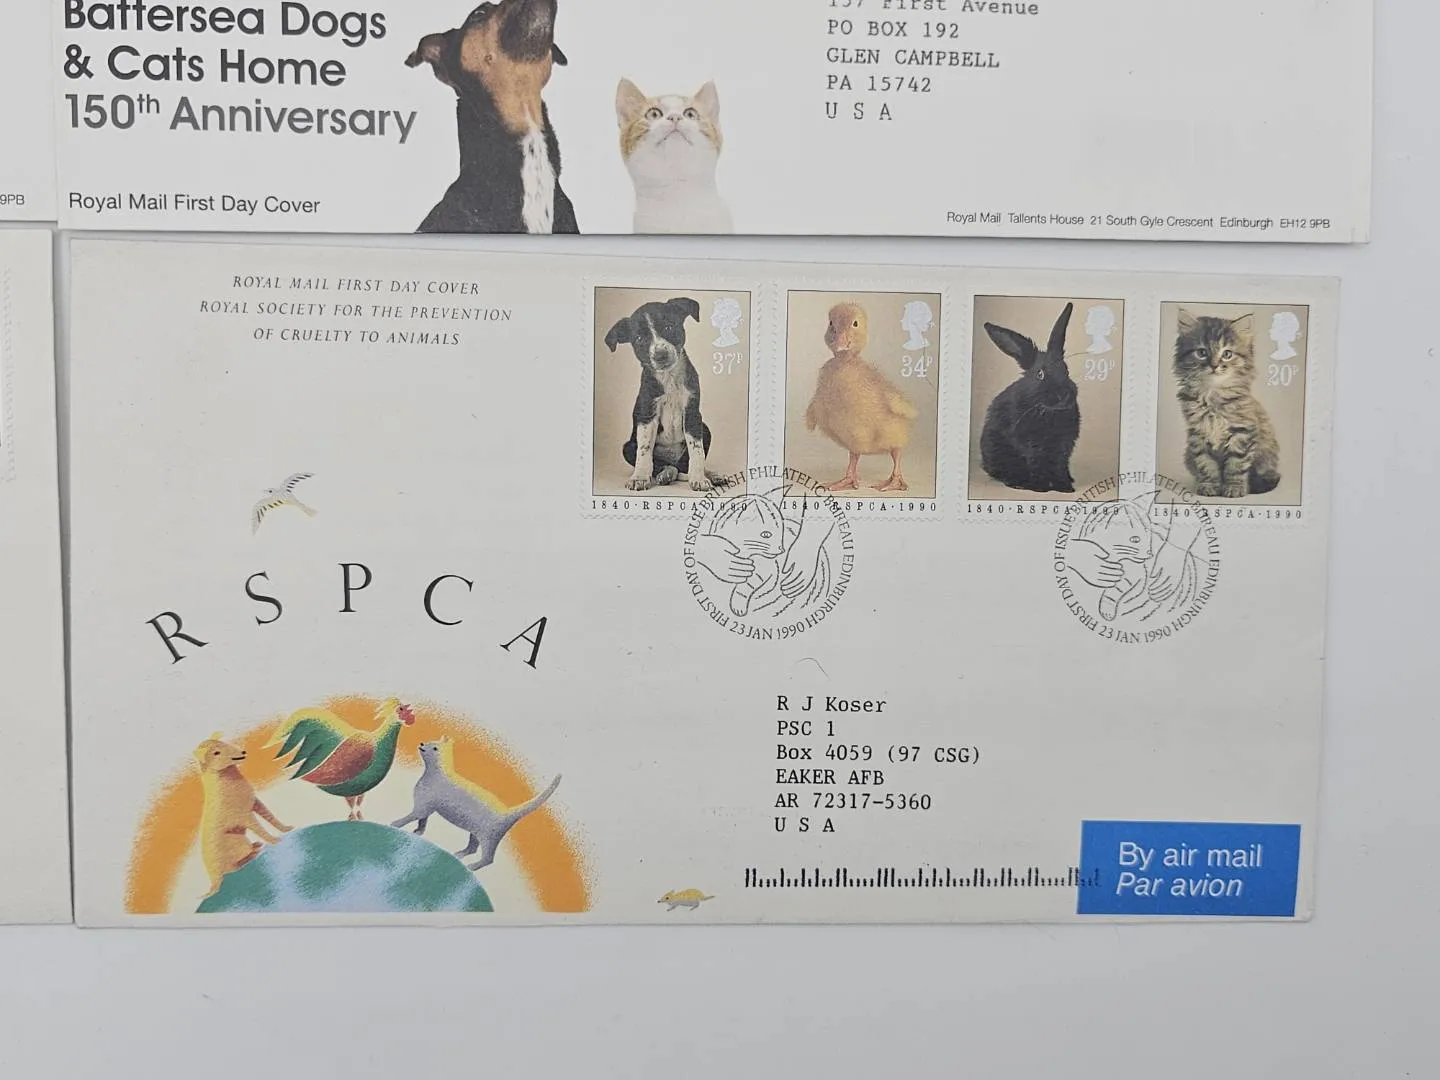 Battersea Dogs
& Cats Home
150th Anniversary
Royal Mail First Day Cover
157 First Avenue
PO BOX 192
GLEN CAMPBELL
PA 15742
U S A
Royal Mail Tallents House 21 South Gyle Crescent Edinburgh EH12 9PB
9PB
ROYAL MAIL FIRST DAY COVER
ROYAL SOCIETY FOR THE PREVENTION
OF CRUELTY TO ANIMALS
R S P C A
37P
1840·RSPCA·1990
34P
1840·RSPCA·1990
29P
1840·RSPCA·1990
20P
1840·RSPCA·1990
FIRST DAY OF ISSUE BRITISH PHILATELIC BUREAU EDINBURGH
23 JAN 1990
FIRST DAY OF ISSUE BRITISH PHILATELIC BUREAU EDINBURGH
23 JAN 1990
R J Koser
PSC 1
Box 4059 (97 CSG)
EAKER AFB
AR 72317-5360
U S A
By air mail
Par avion